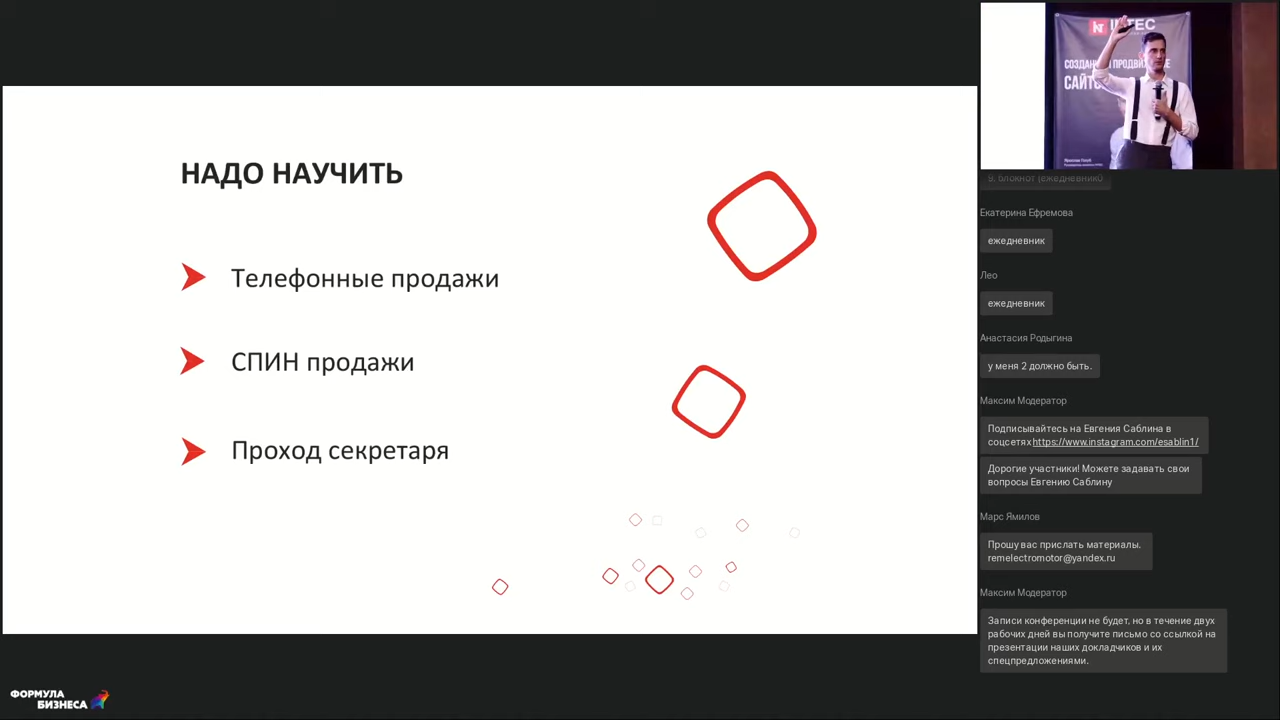 НАДО НАУЧИТЬ
Телефонные продажи
СПИН продажи
Проход секретаря
ФОРМУЛА
БИЗНЕСА
INTEC
САЙТО
9. блокнот (ежедневник0
Екатерина Ефремова
ежедневник
Лео
ежедневник
Анастасия Родыгина
у меня 2 должно быть.
Максим Модератор
Подписывайтесь на Евгения Саблина в
соцсетях https://www.instagram.com/esablin1/
Дорогие участники! Можете задавать свои
вопросы Евгению Саблину
Марс Ямилов
Прошу вас прислать материалы.
remelectromotor@yandex.ru
Максим Модератор
Записи конференции не будет, но в течение двух
рабочих дней вы получите письмо со ссылкой на
презентации наших докладчиков и их
спецпредложениями.